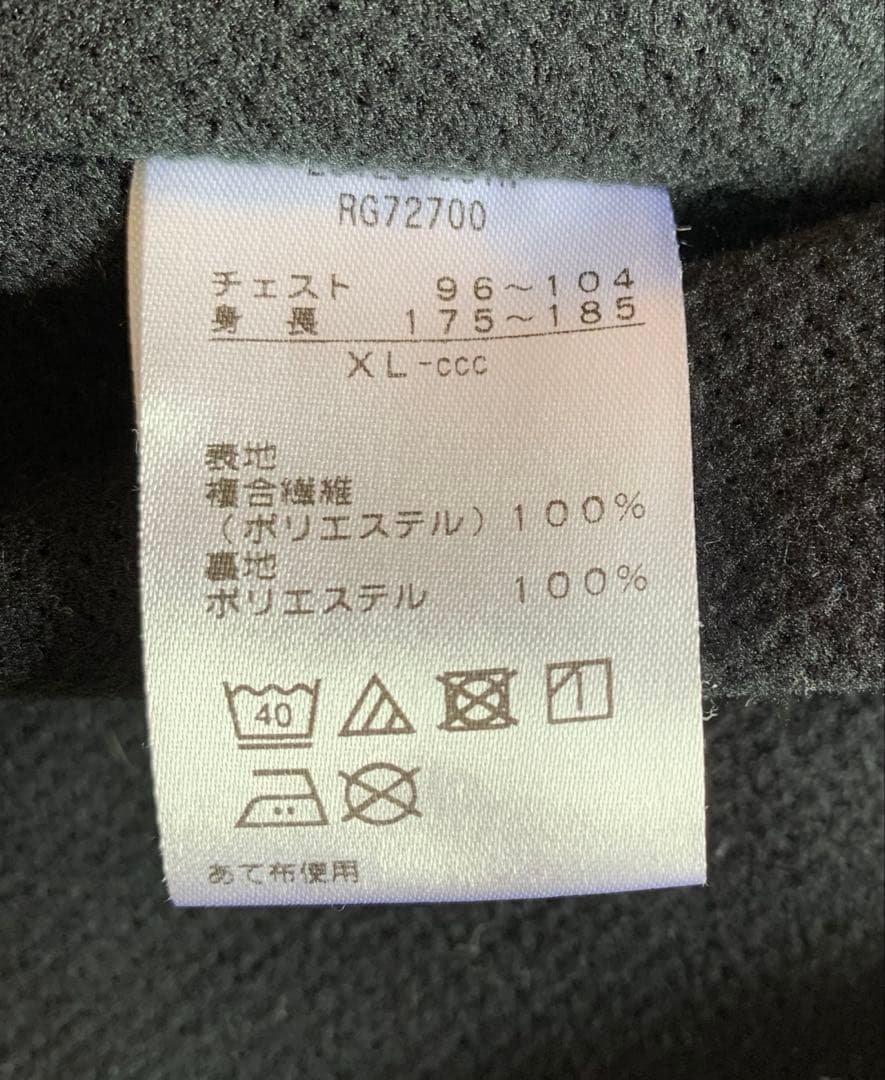 RG72700
チェスト 96～104
身長 175～185
XL-ccc
表地
複合繊維
（ポリエステル） 100%
裏地
ポリエステル 100%
40
あて布使用